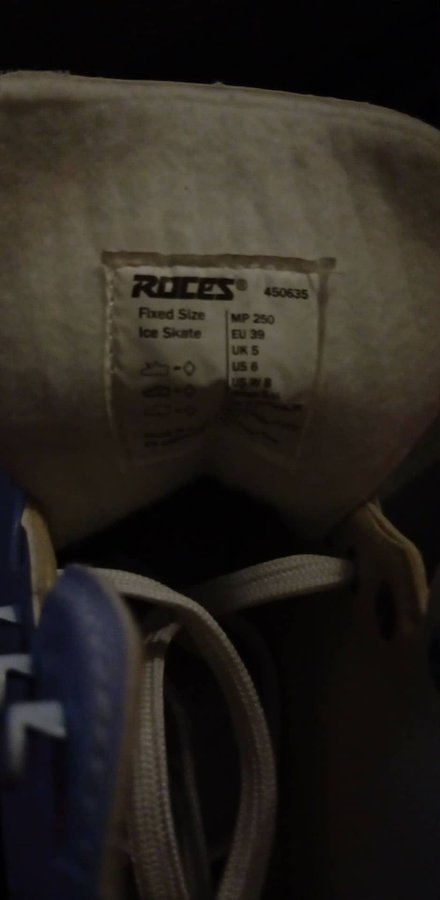 ROCES® 450635
Fixed Size
Ice Skate
MP 250
EU 39
UK 5
US 6
US W 8